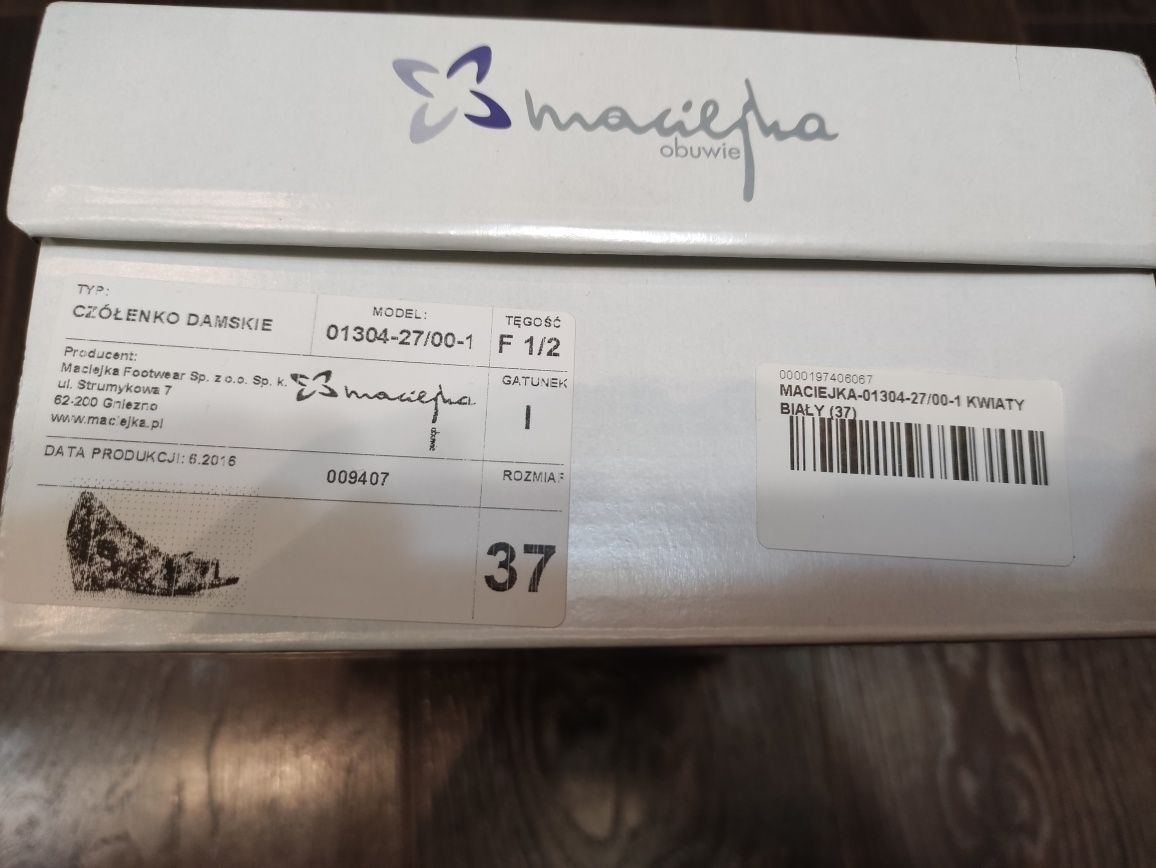 maciejka
obuwie
TYP:
CZÓŁENKO DAMSKIE
MODEL:
01304-27/00-1
TĘGOŚĆ
F 1/2
Producent:
Maciejka Footwear Sp. z o.o. Sp. k.
ul. Strumykowa 7
62-200 Gniezno
www.maciejka.pl
maciejka
obuwie
GATUNEK
I
DATA PRODUKCJI: 6.2016
009407
ROZMIAR
37
0000197406067
MACIEJKA-01304-27/00-1 KWIATY
BIAŁY (37)